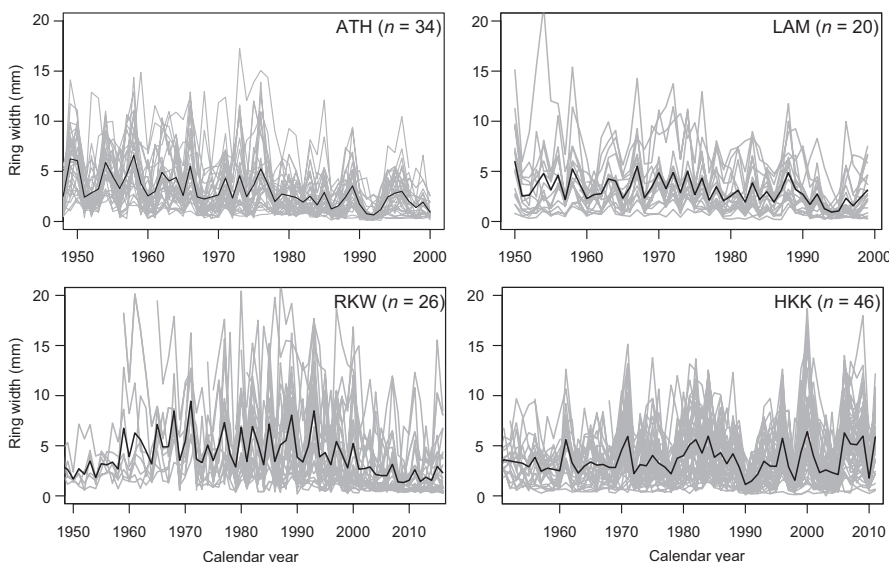 ATH (n = 34)
Ring width (mm)
20
15
10
5
0
1950 1960 1970 1980 1990 2000
LAM (n = 20)
20
15
10
5
0
1950 1960 1970 1980 1990 2000
RKW (n = 26)
Ring width (mm)
20
15
10
5
0
1950 1960 1970 1980 1990 2000 2010
Calendar year
HKK (n = 46)
20
15
10
5
0
1960 1970 1980 1990 2000 2010
Calendar year